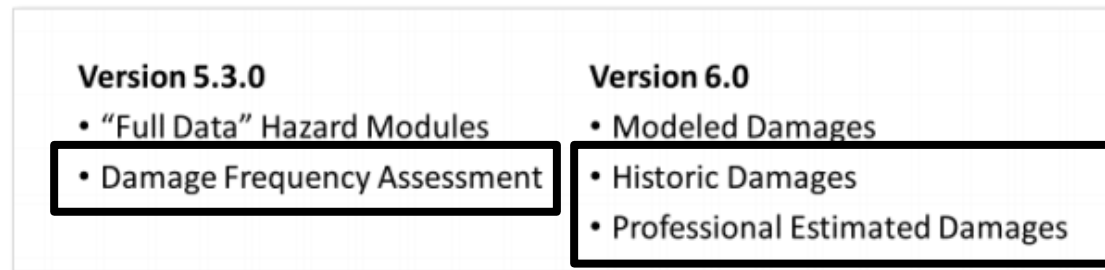 Version 5.3.0
• “Full Data” Hazard Modules
• Damage Frequency Assessment
Version 6.0
• Modeled Damages
• Historic Damages
• Professional Estimated Damages